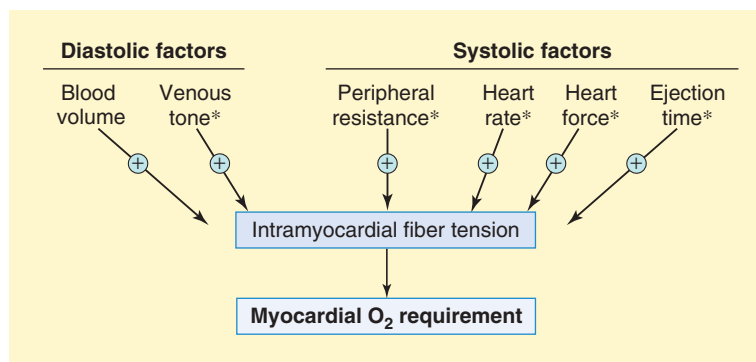 Diastolic factors
Systolic factors
Blood volume
Venous tone*
Peripheral resistance*
Heart rate*
Heart force*
Ejection time*
+
+
+
+
+
+
Intramyocardial fiber tension
Myocardial O₂ requirement